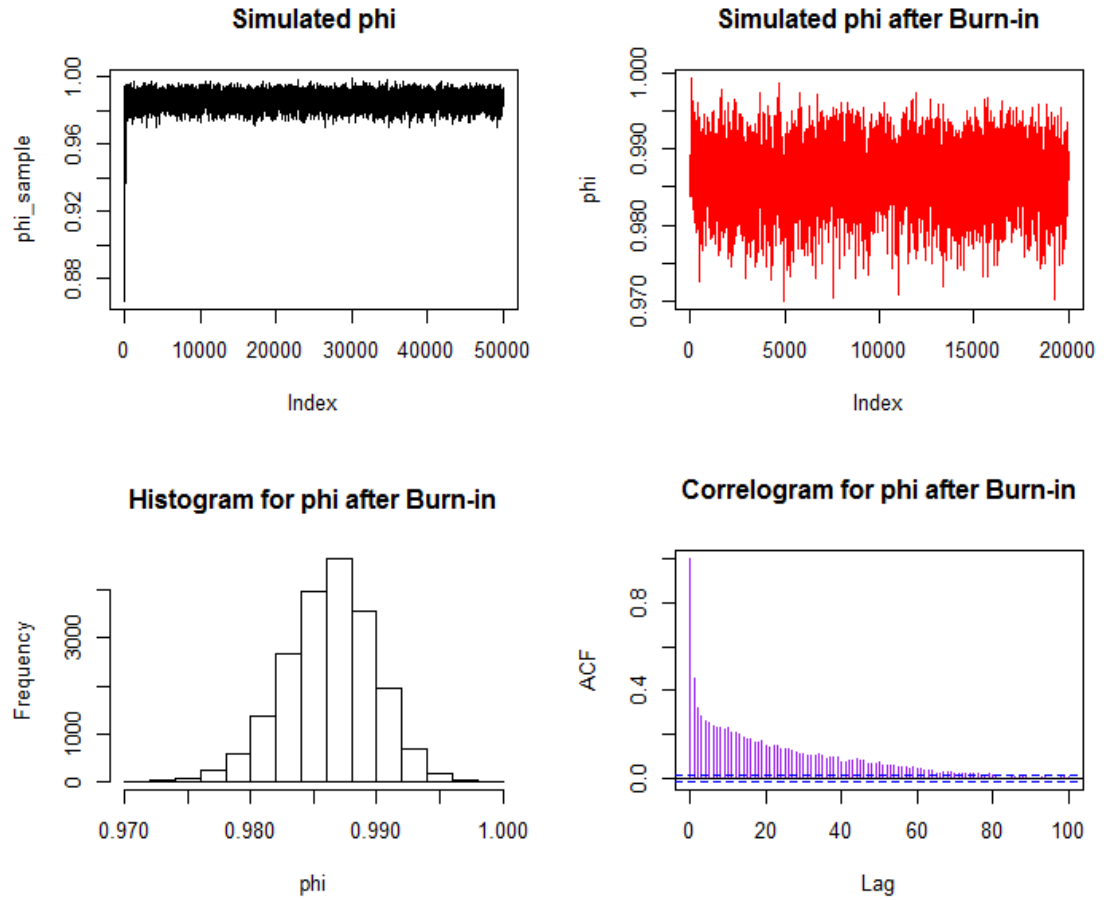 Simulated phi
phi_sample
0.88
0.92
0.96
1.00
0 10000 20000 30000 40000 50000
Index
Simulated phi after Burn-in
phi
0.970
0.980
0.990
1.000
0 5000 10000 15000 20000
Index
Histogram for phi after Burn-in
Frequency
0
1000
3000
0.970 0.980 0.990 1.000
phi
Correlogram for phi after Burn-in
ACF
0.0
0.4
0.8
0 20 40 60 80 100
Lag